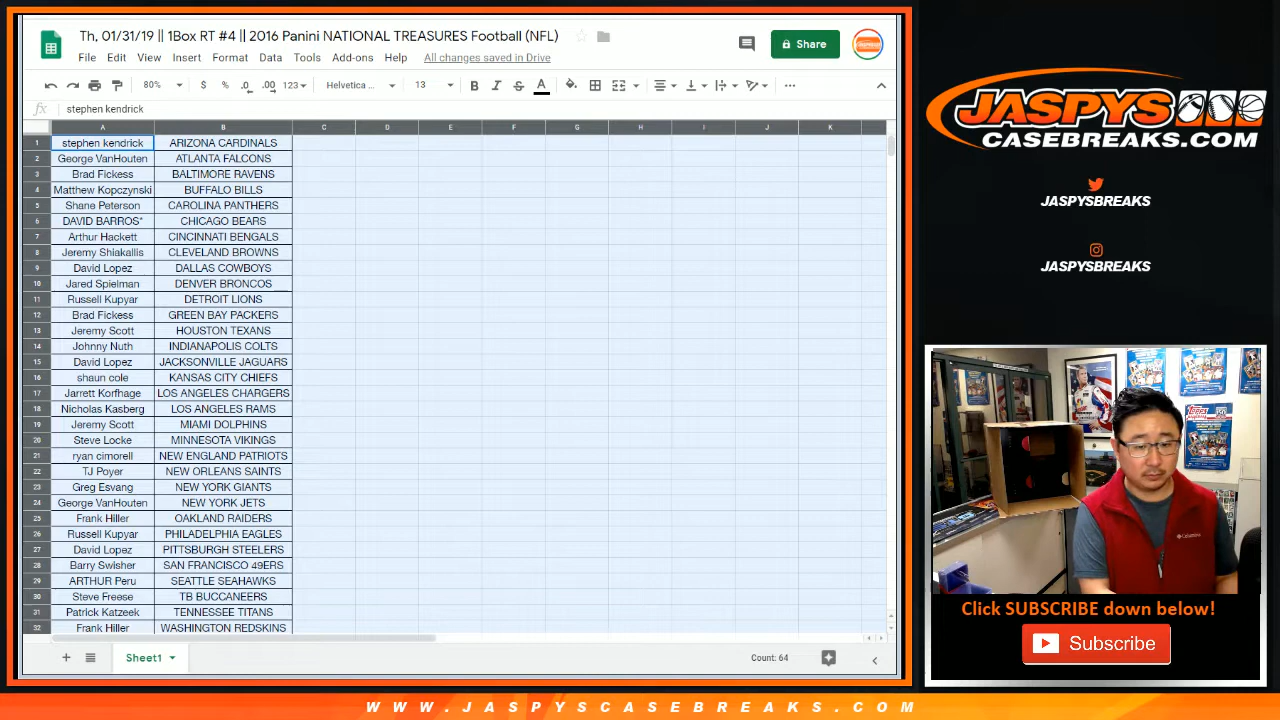 Th, 01/31/19 || 1Box RT #4 || 2016 Panini NATIONAL TREASURES Football (NFL)
File Edit View Insert Format Data Tools Add-ons Help All changes saved in Drive
Share
80% $ % .0 .00 123 Helvetica ... 13 B I S A
fx stephen kendrick
A B C D E F G H I J K
1 stephen kendrick ARIZONA CARDINALS
2 George VanHouten ATLANTA FALCONS
3 Brad Fickess BALTIMORE RAVENS
4 Matthew Kopczynski BUFFALO BILLS
5 Shane Peterson CAROLINA PANTHERS
6 DAVID BARROS* CHICAGO BEARS
7 Arthur Hackett CINCINNATI BENGALS
8 Jeremy Shiakallis CLEVELAND BROWNS
9 David Lopez DALLAS COWBOYS
10 Jared Spielman DENVER BRONCOS
11 Russell Kupyar DETROIT LIONS
12 Brad Fickess GREEN BAY PACKERS
13 Jeremy Scott HOUSTON TEXANS
14 Johnny Nuth INDIANAPOLIS COLTS
15 David Lopez JACKSONVILLE JAGUARS
16 shaun cole KANSAS CITY CHIEFS
17 Jarrett Korfhage LOS ANGELES CHARGERS
18 Nicholas Kasberg LOS ANGELES RAMS
19 Jeremy Scott MIAMI DOLPHINS
20 Steve Locke MINNESOTA VIKINGS
21 ryan cimorell NEW ENGLAND PATRIOTS
22 TJ Poyer NEW ORLEANS SAINTS
23 Greg Esvang NEW YORK GIANTS
24 George VanHouten NEW YORK JETS
25 Frank Hiller OAKLAND RAIDERS
26 Russell Kupyar PHILADELPHIA EAGLES
27 David Lopez PITTSBURGH STEELERS
28 Barry Swisher SAN FRANCISCO 49ERS
29 ARTHUR Peru SEATTLE SEAHAWKS
30 Steve Freese TB BUCCANEERS
31 Patrick Katzeek TENNESSEE TITANS
32 Frank Hiller WASHINGTON REDSKINS
Sheet1
Count: 64
JASPYS
CASEBREAKS.COM
JASPYSBREAKS
JASPYSBREAKS
Click SUBSCRIBE down below!
Subscribe
WWW.JASPYSCASEBREAKS.COM